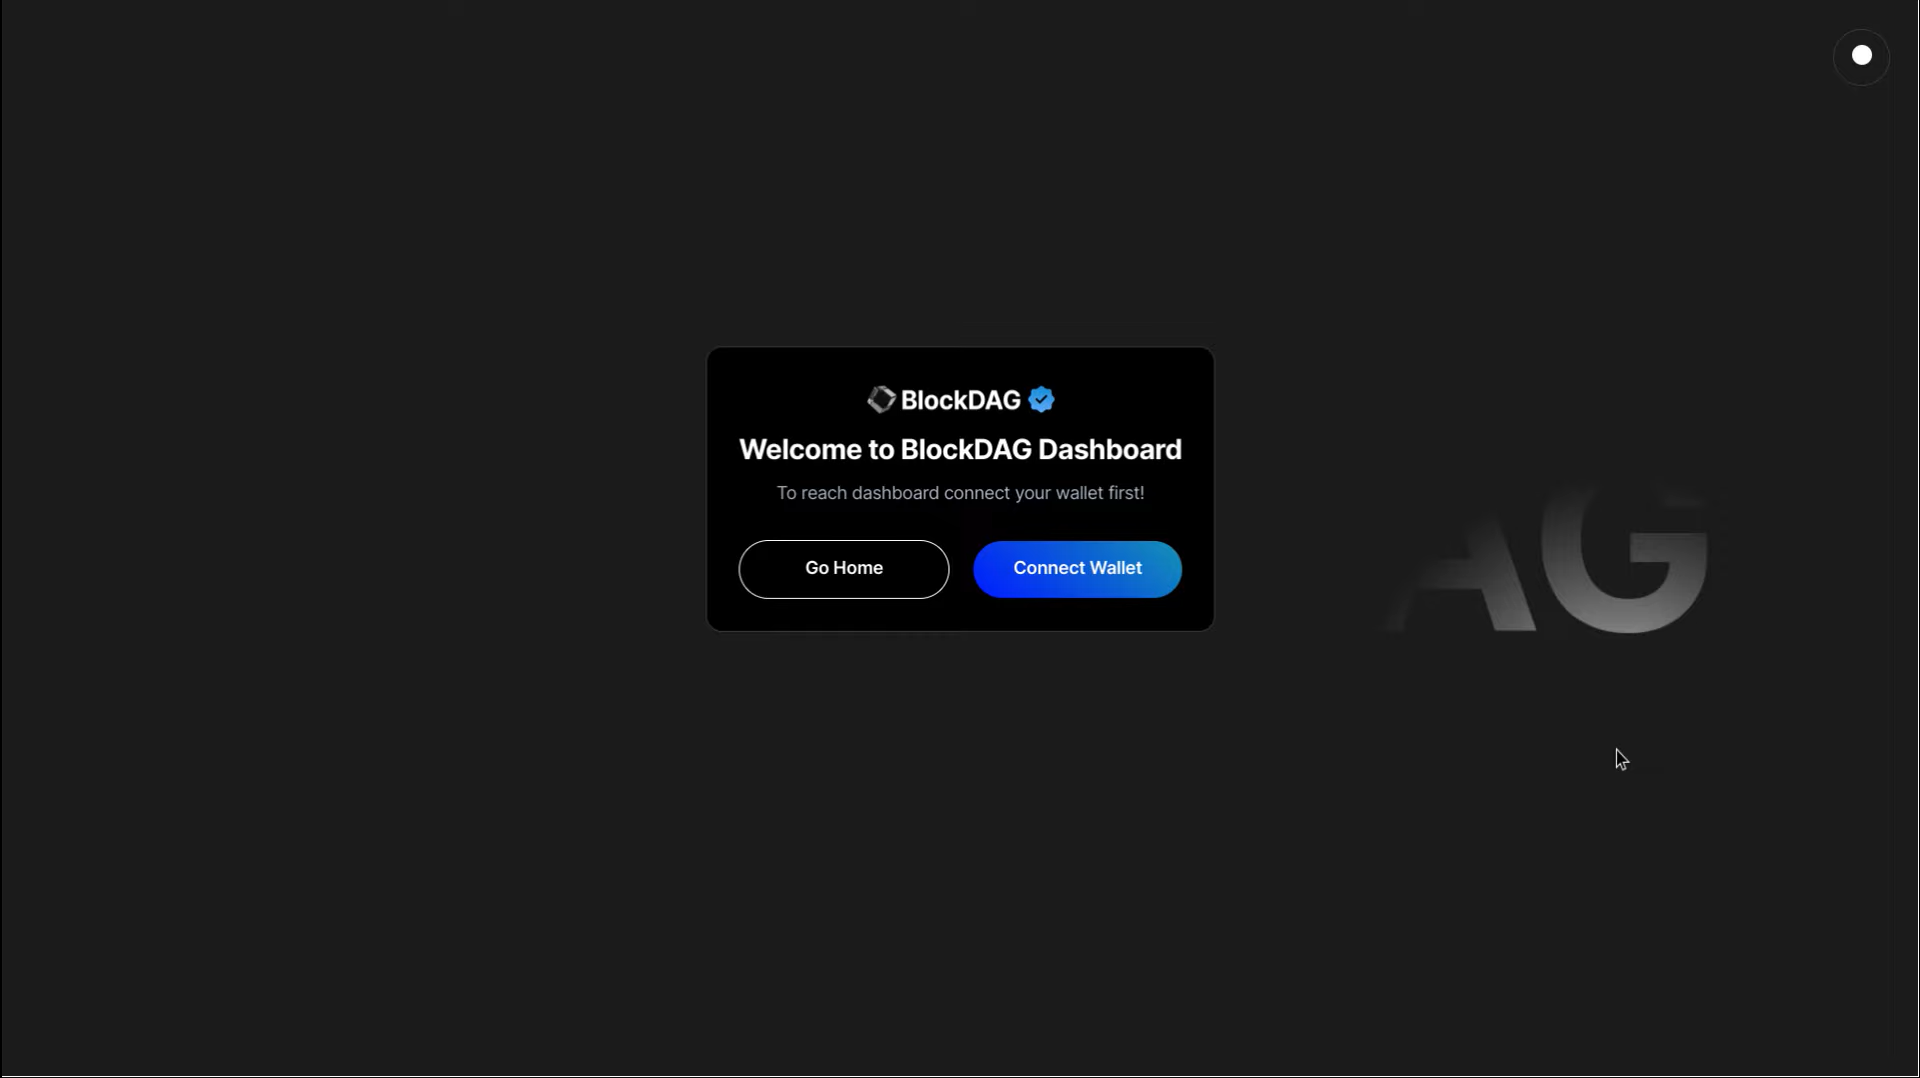 BlockDAG
Welcome to BlockDAG Dashboard
To reach dashboard connect your wallet first!
Go Home
Connect Wallet
AG